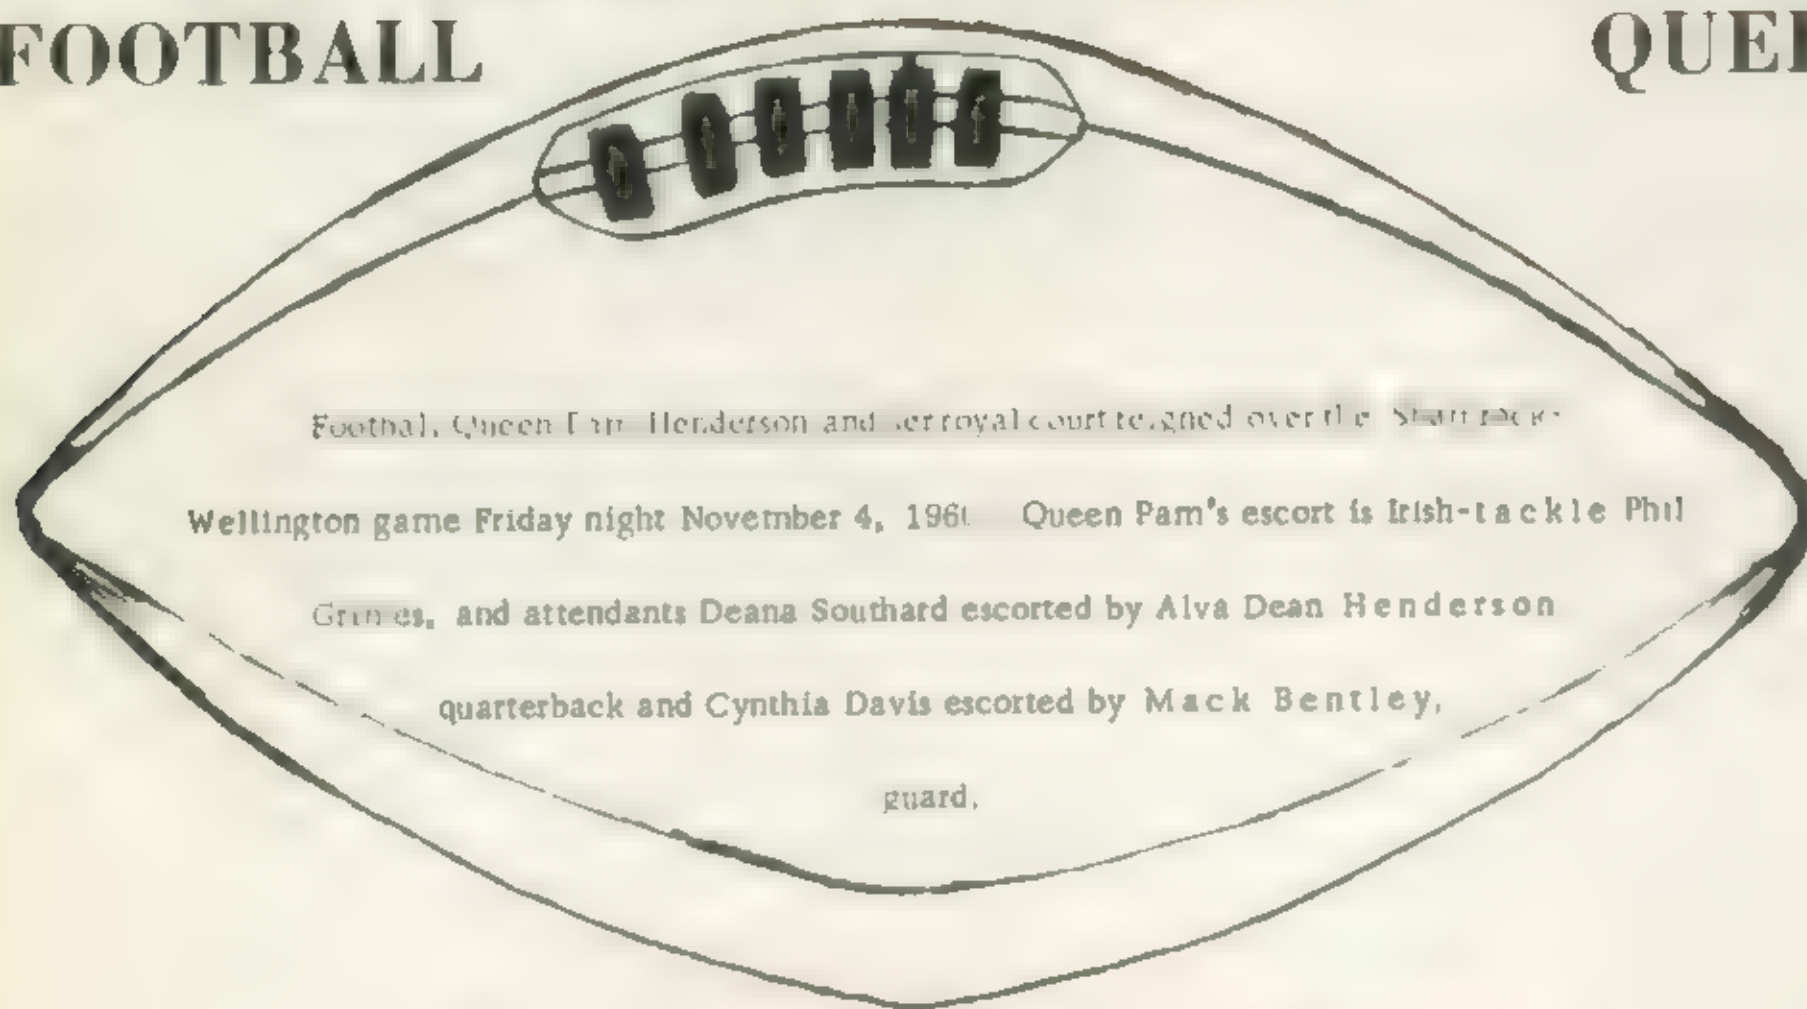 FOOTBALL
Queen Henderson and royal court reigned over the
Wellington game Friday night November 4, Queen Pam's escort is Irish-tackle Phil
and attendants Deana Southard escorted by Alva Dean Henderson
quarterback and Cynthia Davis escorted by Mack Bentley,
guard.